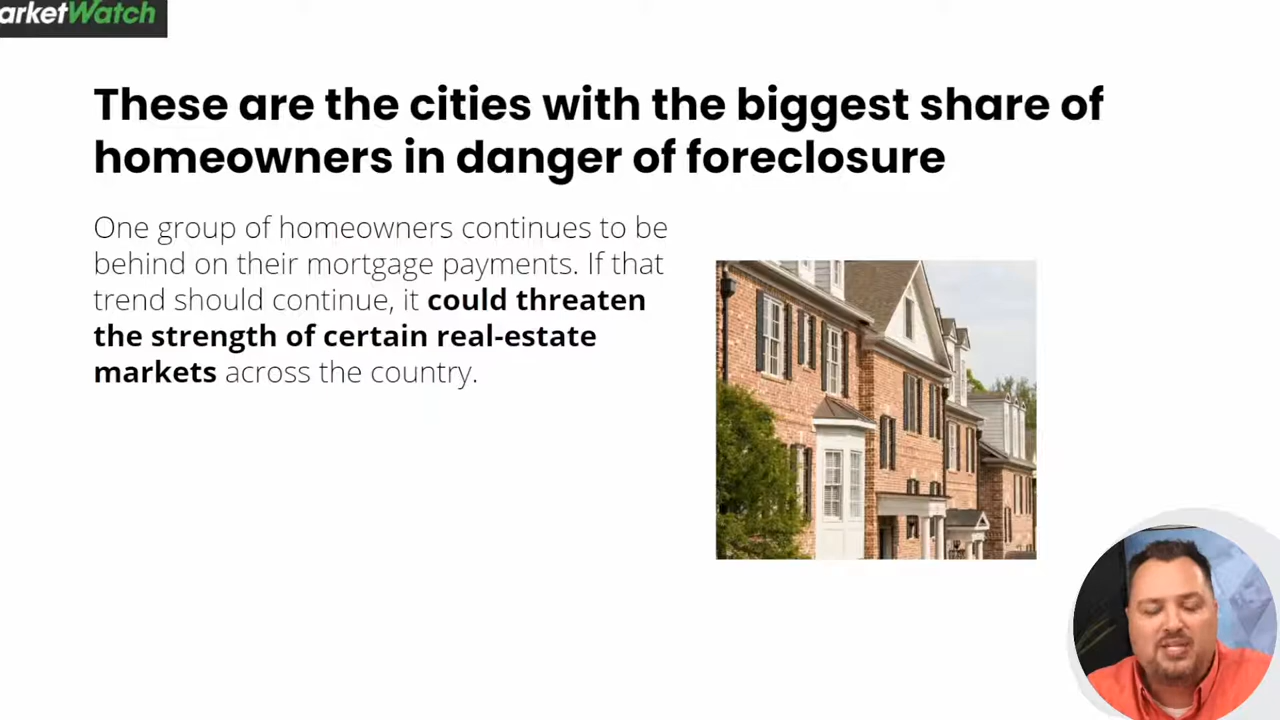 arketWatch
These are the cities with the biggest share of
homeowners in danger of foreclosure
One group of homeowners continues to be
behind on their mortgage payments. If that
trend should continue, it could threaten
the strength of certain real-estate
markets across the country.